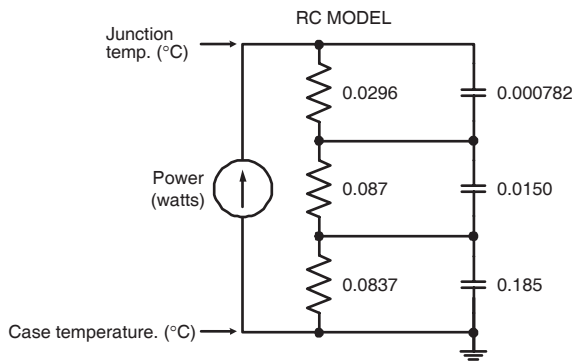 RC MODEL
Junction
temp. (°C)
0.0296
0.000782
Power
(watts)
0.087
0.0150
0.0837
0.185
Case temperature. (°C)